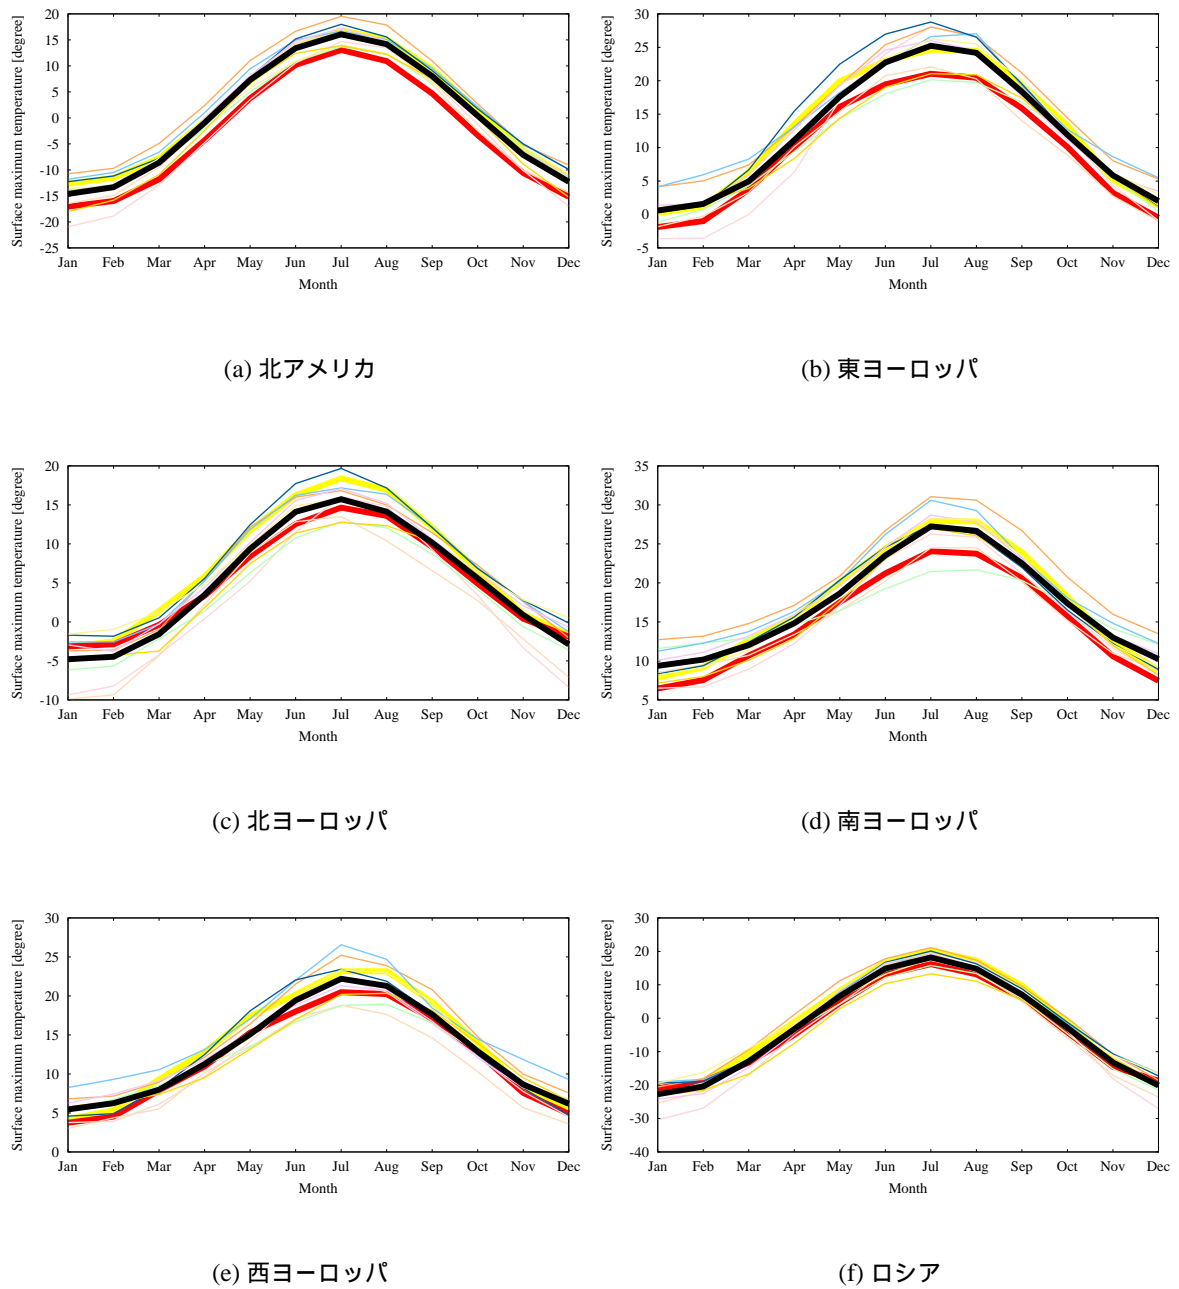 Surface maximum temperature [degree]
20
15
10
5
0
-5
-10
-15
-20
-25
Jan Feb Mar Apr May Jun Jul Aug Sep Oct Nov Dec
Month
(a) 北アメリカ
Surface maximum temperature [degree]
30
25
20
15
10
5
0
-5
Jan Feb Mar Apr May Jun Jul Aug Sep Oct Nov Dec
Month
(b) 東ヨーロッパ
Surface maximum temperature [degree]
20
15
10
5
0
-5
-10
Jan Feb Mar Apr May Jun Jul Aug Sep Oct Nov Dec
Month
(c) 北ヨーロッパ
Surface maximum temperature [degree]
35
30
25
20
15
10
5
Jan Feb Mar Apr May Jun Jul Aug Sep Oct Nov Dec
Month
(d) 南ヨーロッパ
Surface maximum temperature [degree]
30
25
20
15
10
5
0
Jan Feb Mar Apr May Jun Jul Aug Sep Oct Nov Dec
Month
(e) 西ヨーロッパ
Surface maximum temperature [degree]
30
20
10
0
-10
-20
-30
-40
Jan Feb Mar Apr May Jun Jul Aug Sep Oct Nov Dec
Month
(f) ロシア